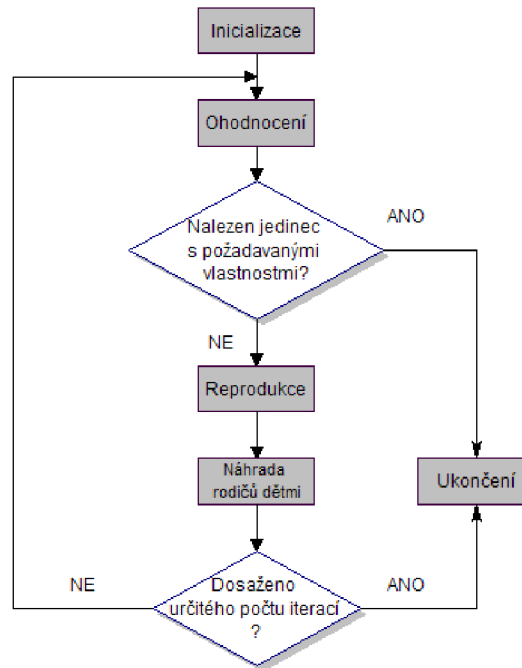 Inicializace
Ohodnocení
Nalezen jedinec
s požadavanými
vlastnostmi?
ANO
NE
Reprodukce
Náhrada
rodičů dětmi
Ukončení
Dosaženo
určitého počtu iterací
?
NE
ANO